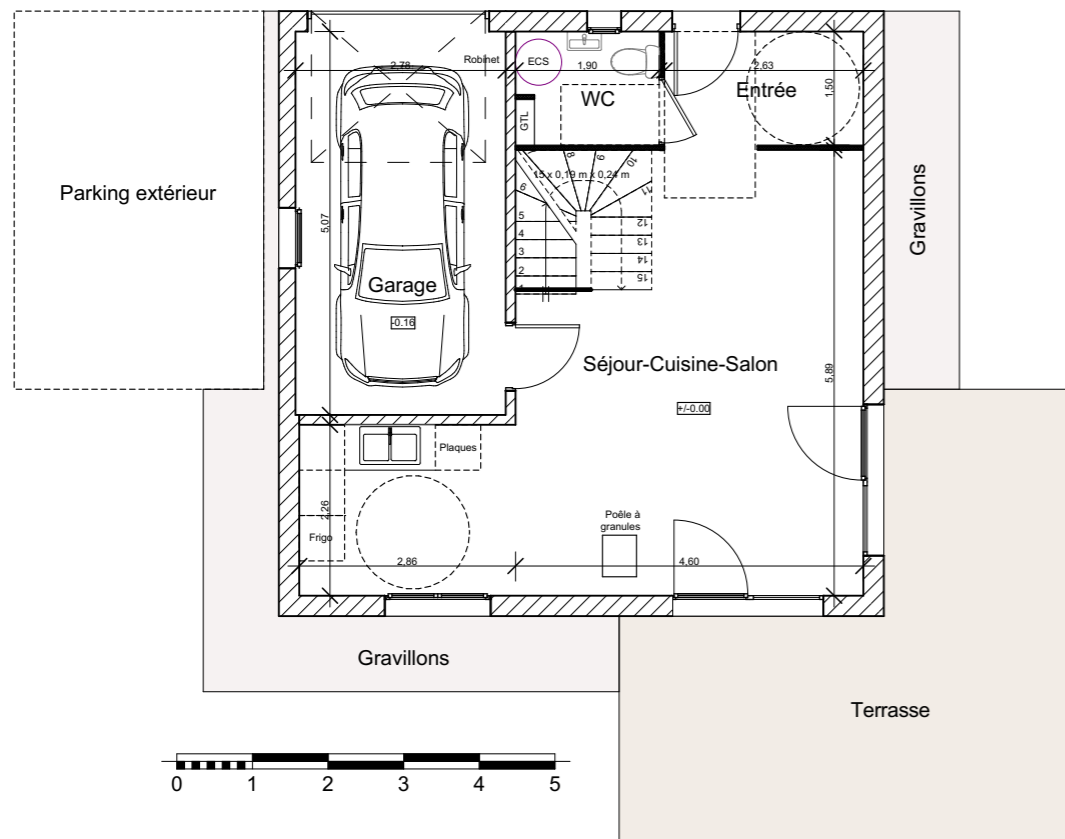 2,78
Robinet
ECS
1,90
2,63
WC
Entrée
1,50
GTL
Parking extérieur
Gravillons
15 x 0,19 m x 0,24 m
8
9
10
11
6
5
4
3
2
1
12
13
14
15
5,07
Garage
-0.16
Séjour-Cuisine-Salon
5,89
+/-0.00
Plaques
2,26
Frigo
Poêle à
granules
2,86
4,60
Gravillons
Terrasse
0 1 2 3 4 5